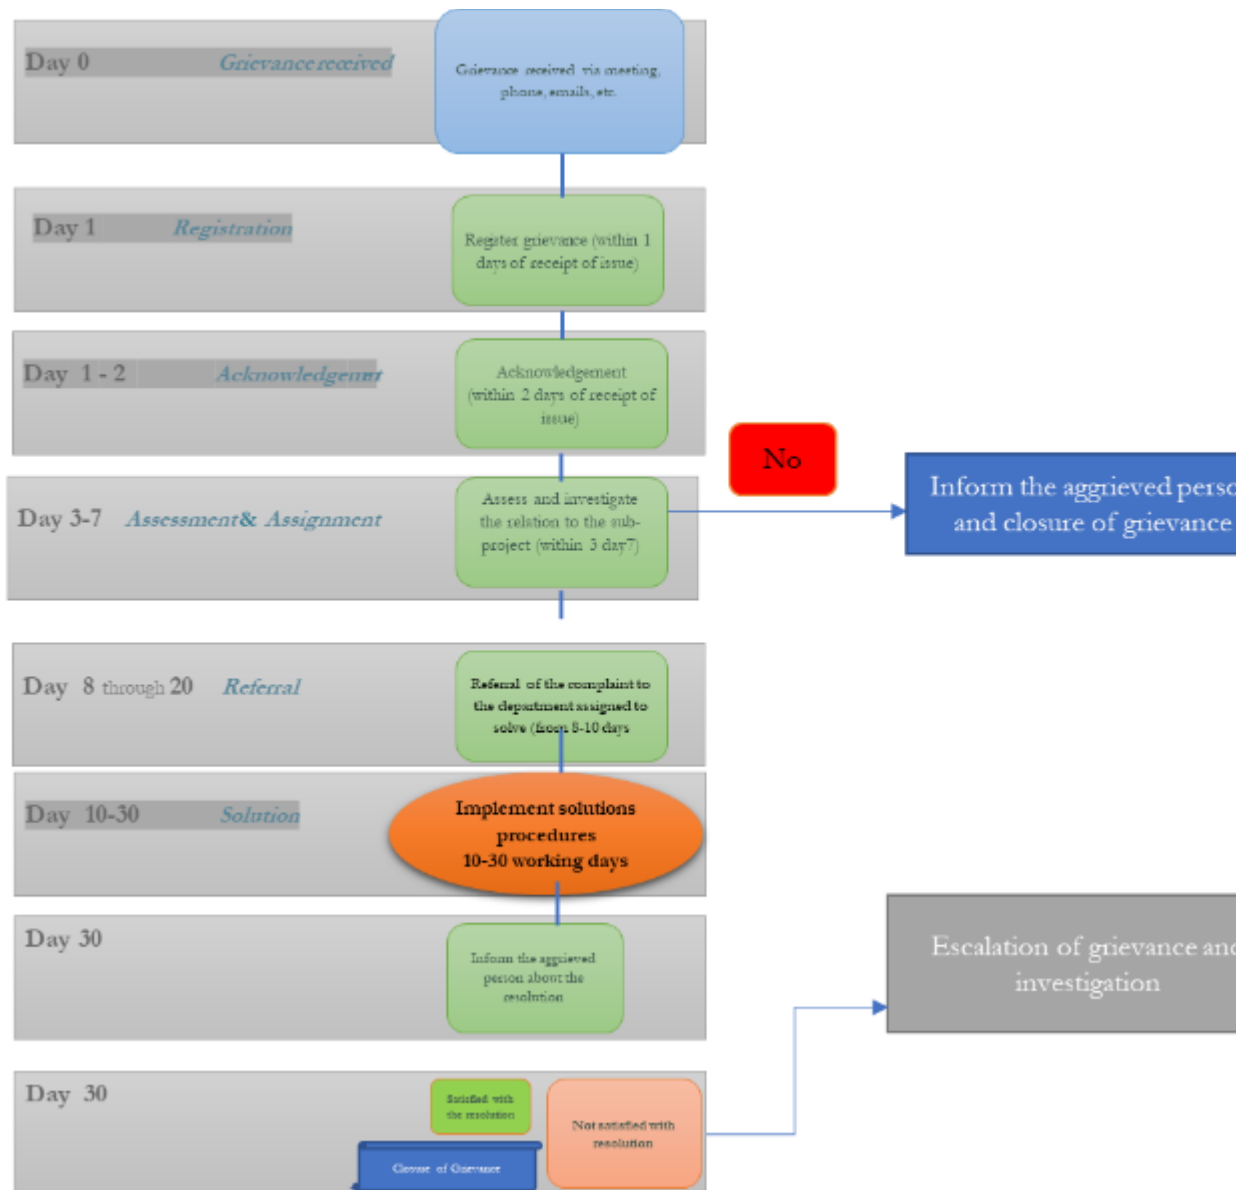 Day 0 Grievance received
Grievance received via meeting,
phone, emails, etc.
Day 1 Registration
Register grievance (within 1
days of receipt of issue)
Day 1 - 2 Acknowledgement
Acknowledgement
(within 2 days of receipt of
issue)
No
Day 3-7 Assessment& Assignment
Assess and investigate
the relation to the sub-
project (within 3 day7)
Inform the aggrieved perso
and closure of grievance
Day 8 through 20 Referral
Referral of the complaint to
the department assigned to
solve (from 8-10 days
Day 10-30 Solution
Implement solutions
procedures
10-30 working days
Day 30
Inform the aggrieved
person about the
resolution
Escalation of grievance and
investigation
Day 30
Satisfied with
the resolution
Not satisfied with
resolution
Closure of Grievance